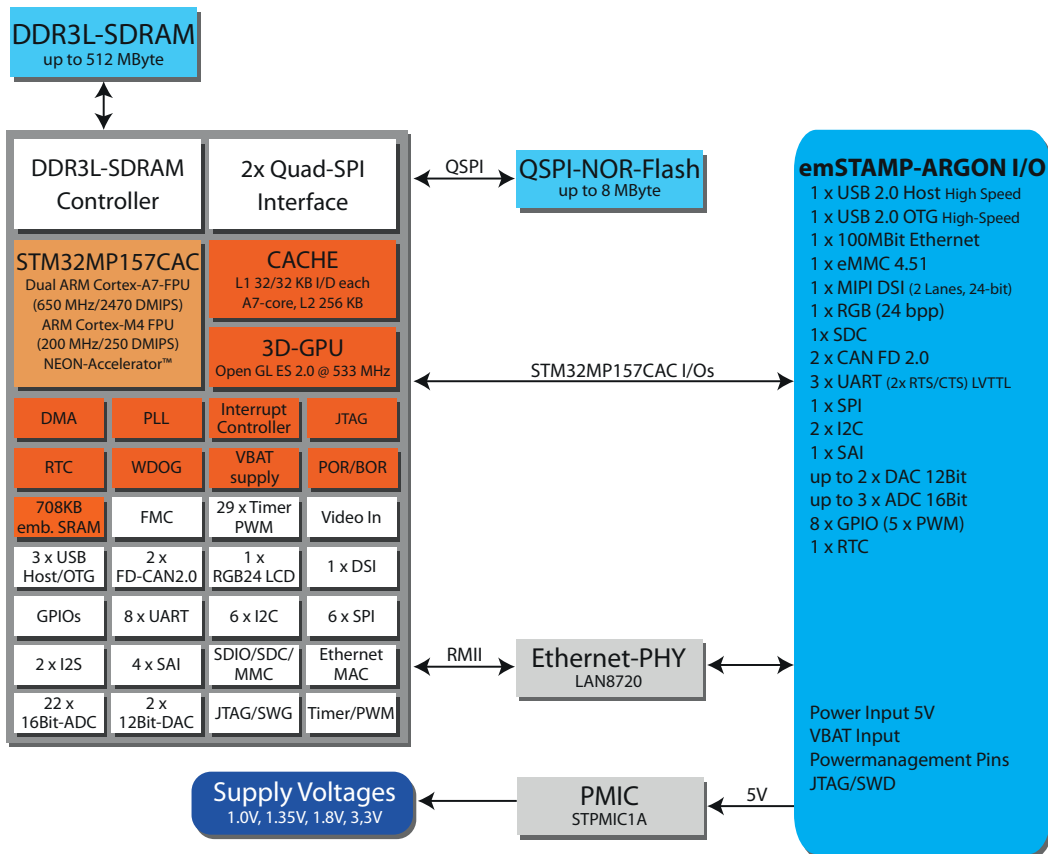 DDR3L-SDRAM
up to 512 MByte
DDR3L-SDRAM
Controller
2x Quad-SPI
Interface
QSPI
QSPI-NOR-Flash
up to 8 MByte
STM32MP157CAC
Dual ARM Cortex-A7-FPU
(650 MHz/2470 DMIPS)
ARM Cortex-M4 FPU
(200 MHz/250 DMIPS)
NEON-Accelerator™
CACHE
L1 32/32 KB I/D each
A7-core, L2 256 KB
3D-GPU
Open GL ES 2.0 @ 533 MHz
STM32MP157CAC I/Os
DMA
PLL
Interrupt
Controller
JTAG
RTC
WDOG
VBAT
supply
POR/BOR
708KB
emb. SRAM
FMC
29 x Timer
PWM
Video In
3 x USB
Host/OTG
2 x
FD-CAN2.0
1 x
RGB24 LCD
1 x DSI
GPIOs
8 x UART
6 x I2C
6 x SPI
2 x I2S
4 x SAI
SDIO/SDC/
MMC
Ethernet
MAC
22 x
16Bit-ADC
2 x
12Bit-DAC
JTAG/SWG
Timer/PWM
RMII
Ethernet-PHY
LAN8720
Supply Voltages
1.0V, 1.35V, 1.8V, 3,3V
PMIC
STPMIC1A
5V
emSTAMP-ARGON I/O
1 x USB 2.0 Host High Speed
1 x USB 2.0 OTG High-Speed
1 x 100MBit Ethernet
1 x eMMC 4.51
1 x MIPI DSI (2 Lanes, 24-bit)
1 x RGB (24 bpp)
1x SDC
2 x CAN FD 2.0
3 x UART (2x RTS/CTS) LVTTL
1 x SPI
2 x I2C
1 x SAI
up to 2 x DAC 12Bit
up to 3 x ADC 16Bit
8 x GPIO (5 x PWM)
1 x RTC
Power Input 5V
VBAT Input
Powermanagement Pins
JTAG/SWD